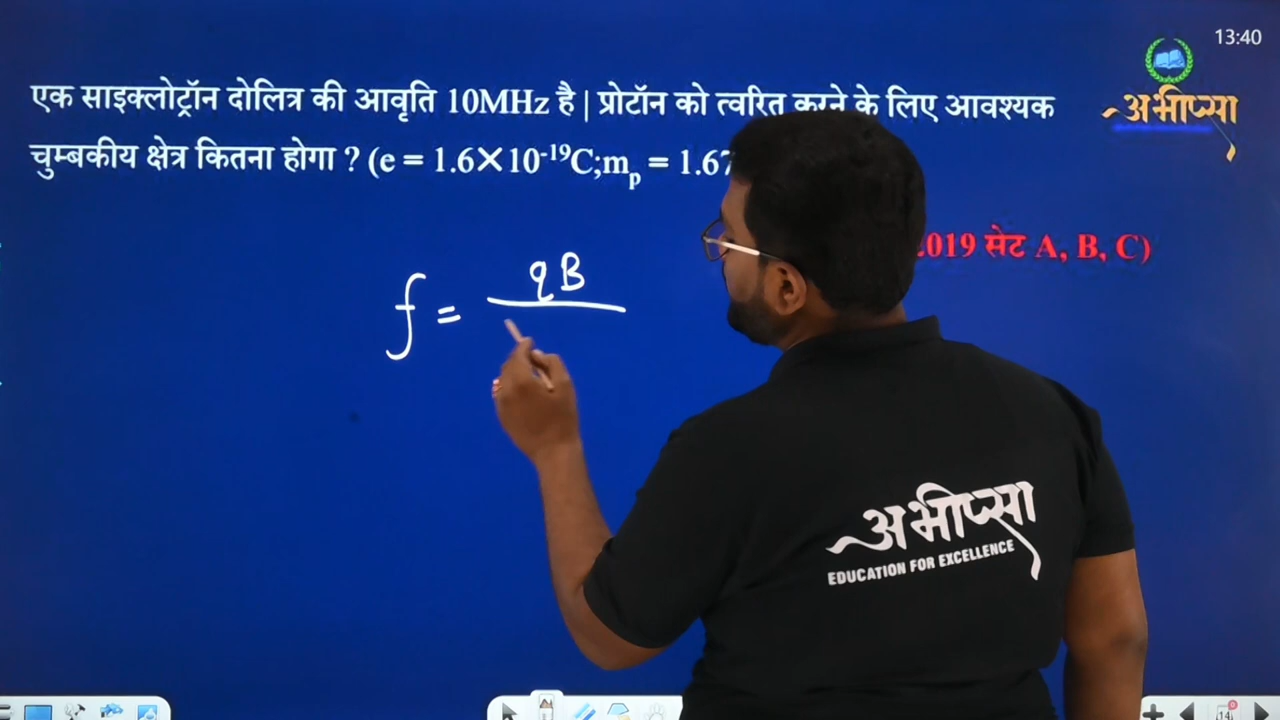 13:40
अभीप्सा
एक साइक्लोट्रॉन दोलित्र की आवृति 10MHz है | प्रोटॉन को त्वरित करने के लिए आवश्यक
चुम्बकीय क्षेत्र कितना होगा ? (e = 1.6×10⁻¹⁹C;mₚ = 1.67
2019 सेट A, B, C)
f = qB
अभीप्सा
EDUCATION FOR EXCELLENCE
14